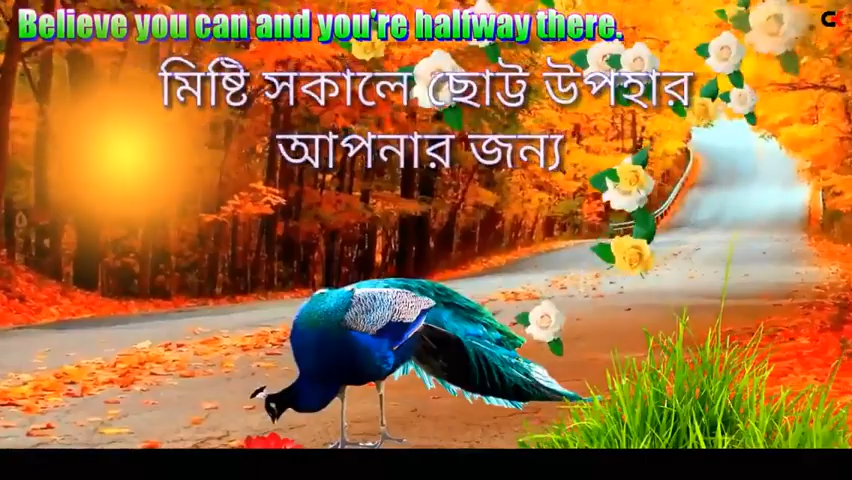 Believe you can and you're halfway there.
মিষ্টি সকালে ছোট্ট উপহার
আপনার জন্য